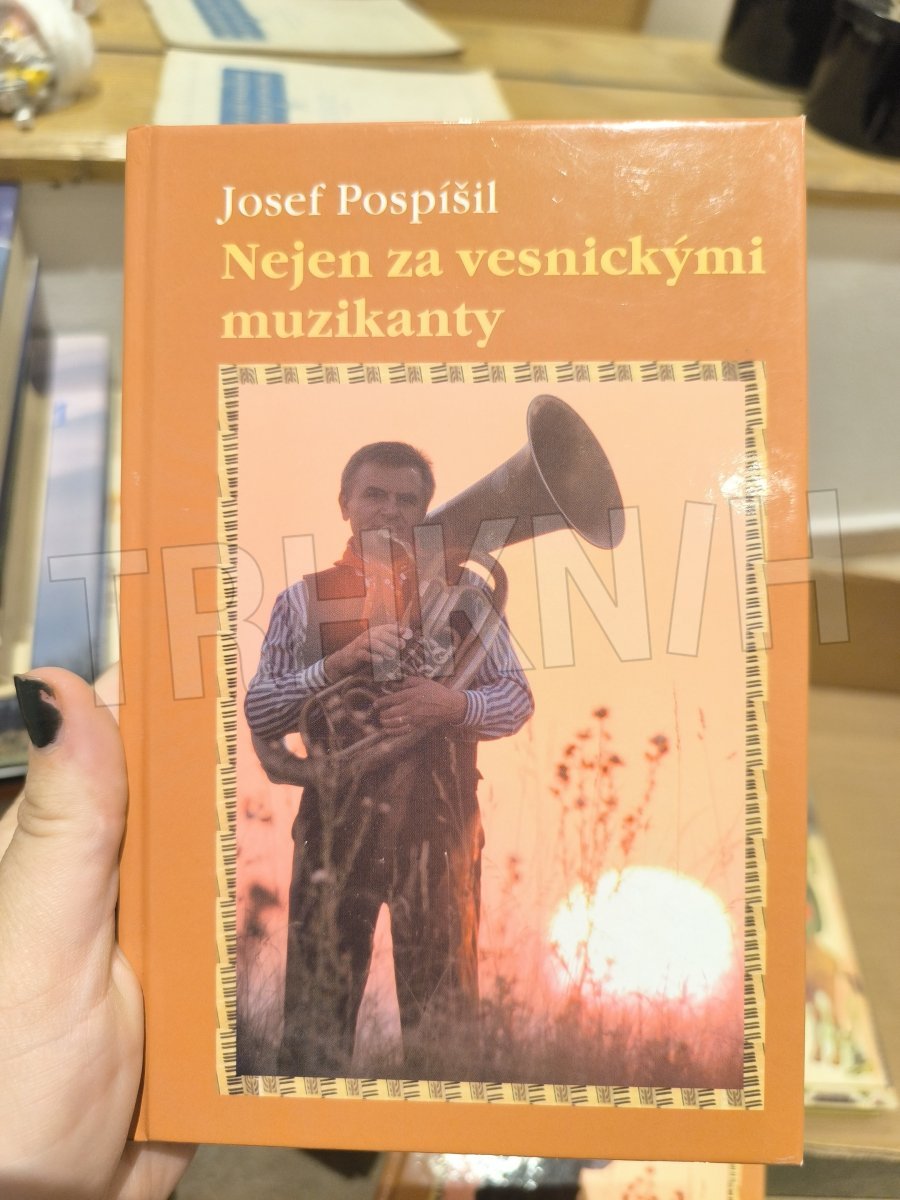 Josef Pospíšil
Nejen za vesnickými
muzikanty
TRHKNIH